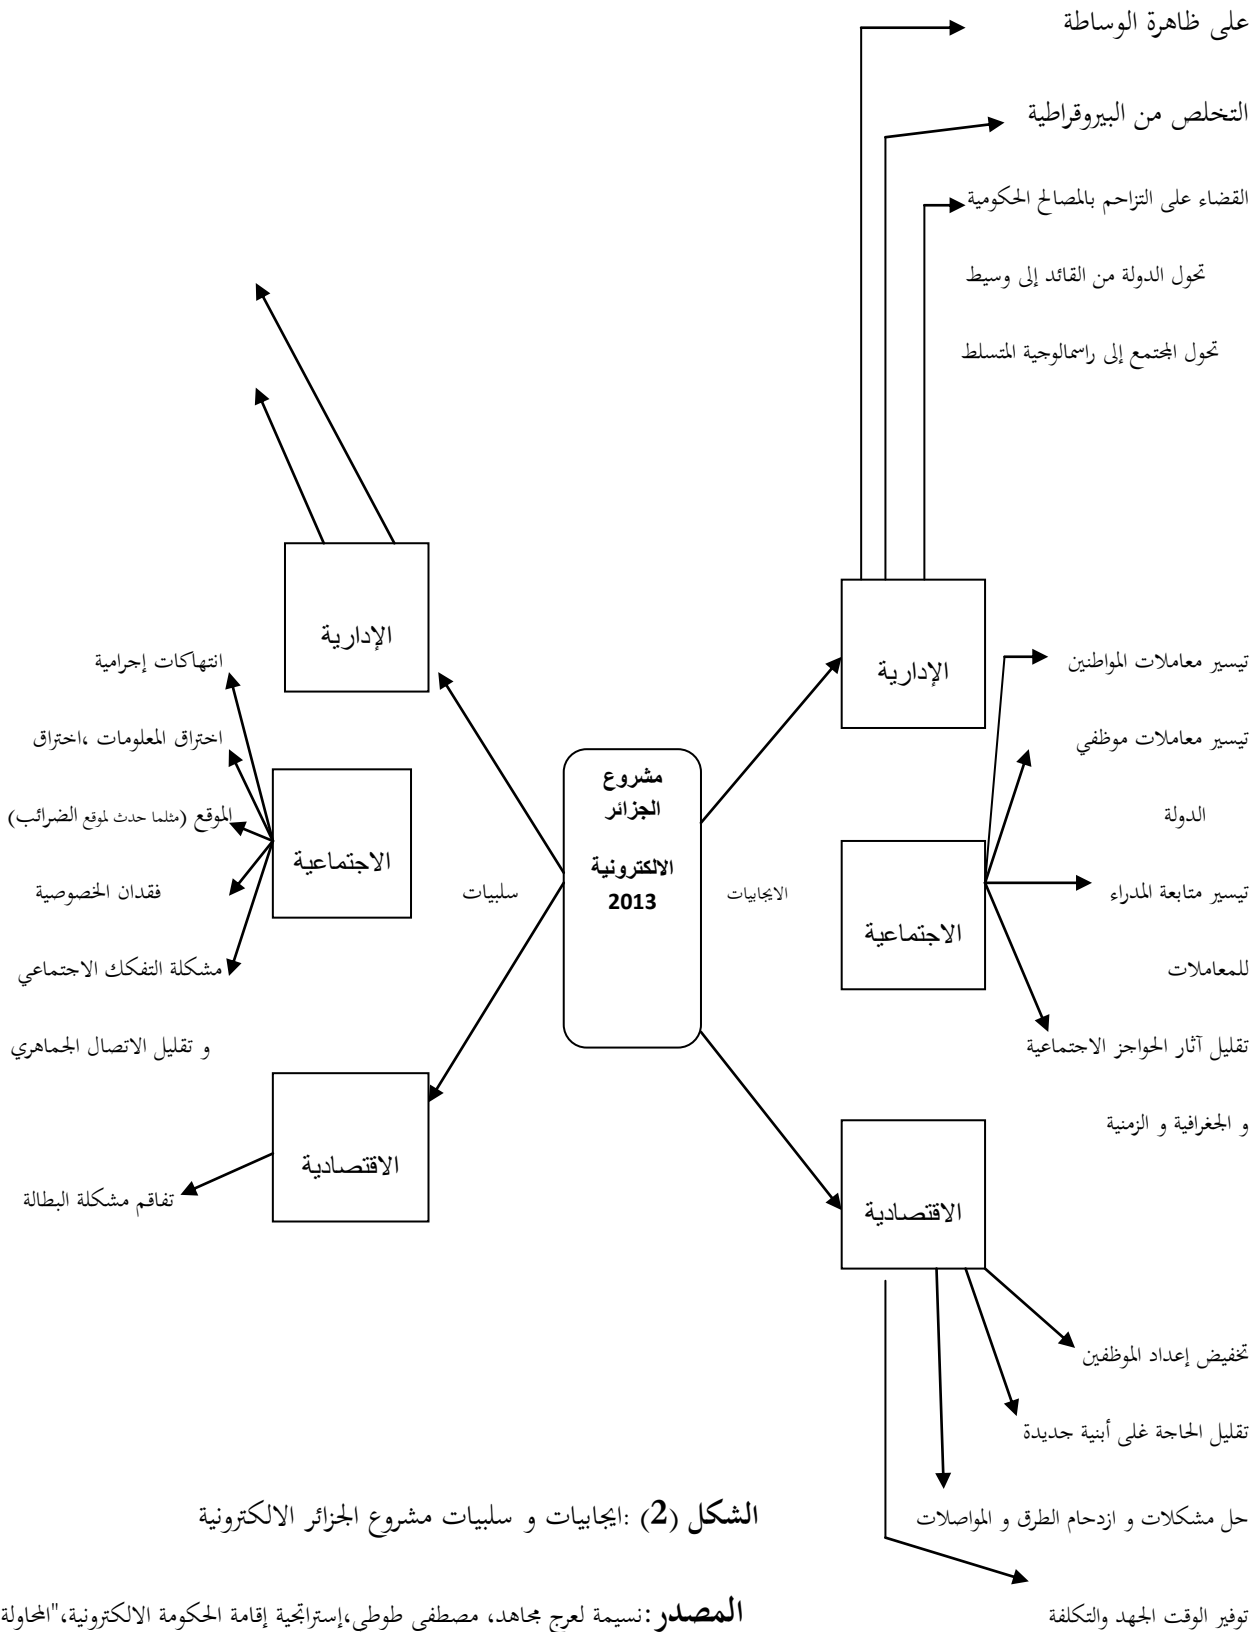 على ظاهرة الوساطة
التخلص من البيروقراطية
القضاء على التزاحم بالمصالح الحكومية
تحول الدولة من القائد إلى وسيط
تحول المجتمع إلى راسمالوجية المتسلط
الإدارية
الإدارية
تيسير معاملات المواطنين
تيسير معاملات موظفي
الدولة
تيسير متابعة المدراء
للمعاملات
تقليل آثار الحواجز الاجتماعية
و الجغرافية و الزمنية
الاجتماعية
الايجابيات
مشروع
الجزائر
الالكترونية
2013
سلبيات
الاجتماعية
انتهاكات إجرامية
اختراق المعلومات ،اختراق
الموقع (مثلما حدث لموقع الضرائب)
فقدان الخصوصية
مشكلة التفكك الاجتماعي
و تقليل الاتصال الجماهري
الاقتصادية
تفاقم مشكلة البطالة
الاقتصادية
تخفيض إعداد الموظفين
تقليل الحاجة غلى أبنية جديدة
حل مشكلات و ازدحام الطرق و المواصلات
توفير الوقت الجهد والتكلفة
الشكل (2) :ايجابيات و سلبيات مشروع الجزائر الالكترونية
المصدر :نسيمة لعرج مجاهد، مصطفى طوطي،إستراتجية إقامة الحكومة الالكترونية،"المحاولة